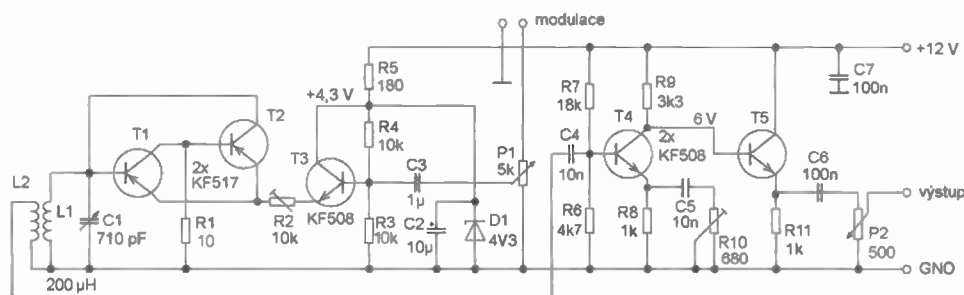 modulace
+12 V
R5
180
C7
100n
+4,3 V
R7
18k
R9
3k3
T2
T4
6 V
T5
R4
10k
T1
T3
C4
10n
2x
KF508
P1
5k
C3
1µ
2x
KF517
C6
100n
L2
L1
výstup
KF508
C5
10n
C1
710 pF
R1
10
R2
10k
R3
10k
C2
10µ
D1
4V3
R6
4k7
R8
1k
R10
680
R11
1k
P2
500
200 µH
GNO